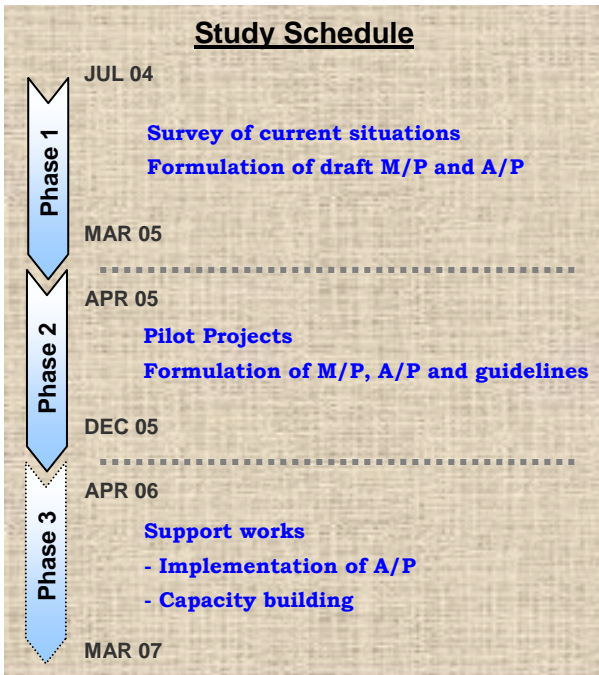 Study Schedule
JUL 04
Phase 1
Survey of current situations
Formulation of draft M/P and A/P
MAR 05
APR 05
Phase 2
Pilot Projects
Formulation of M/P, A/P and guidelines
DEC 05
APR 06
Phase 3
Support works
- Implementation of A/P
- Capacity building
MAR 07